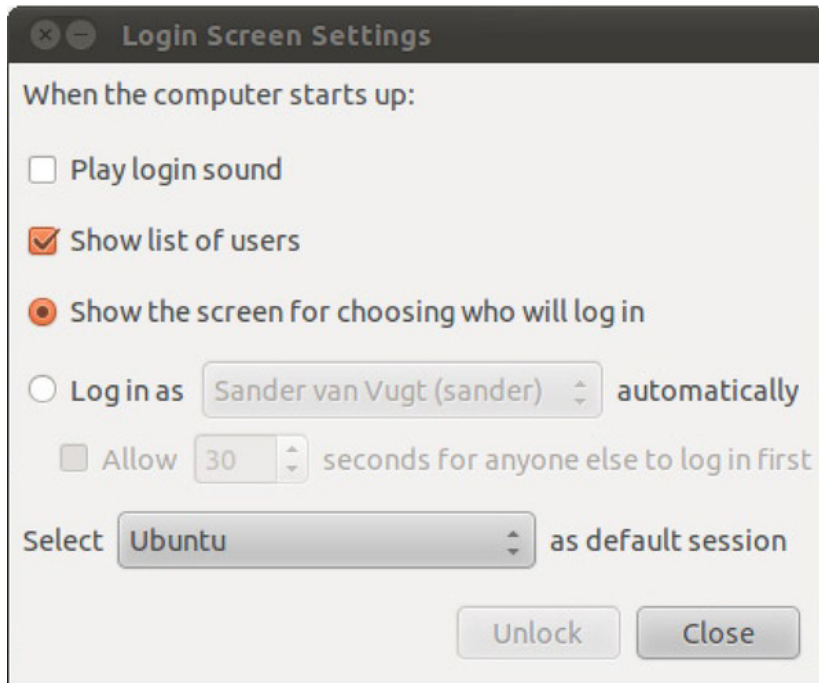 Login Screen Settings
When the computer starts up:
Play login sound
Show list of users
Show the screen for choosing who will log in
Log in as Sander van Vugt (sander) automatically
Allow 30 seconds for anyone else to log in first
Select Ubuntu as default session
Unlock Close